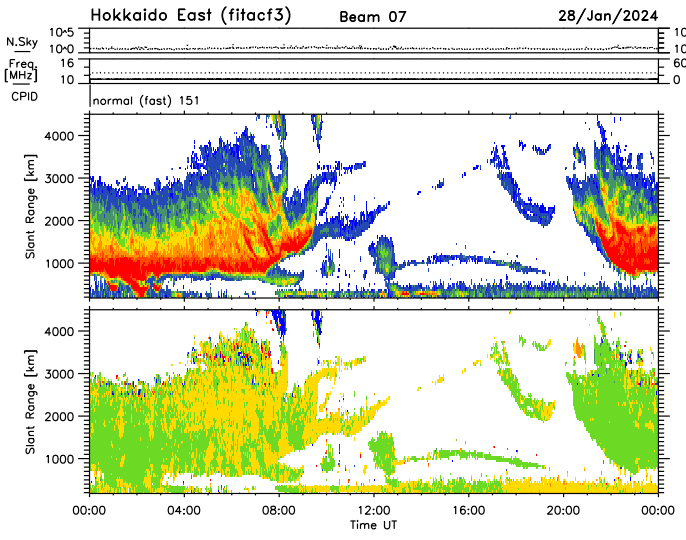 Hokkaido East (fitacf3) Beam 07 28/Jan/2024
N.Sky 10^5 10^0 10 10
Freq. [MHz] 16 10 60 0
CPID normal (fast) 151
Slant Range [km] 4000 3000 2000 1000
Slant Range [km] 4000 3000 2000 1000
00:00 04:00 08:00 12:00 16:00 20:00 00:00
Time UT